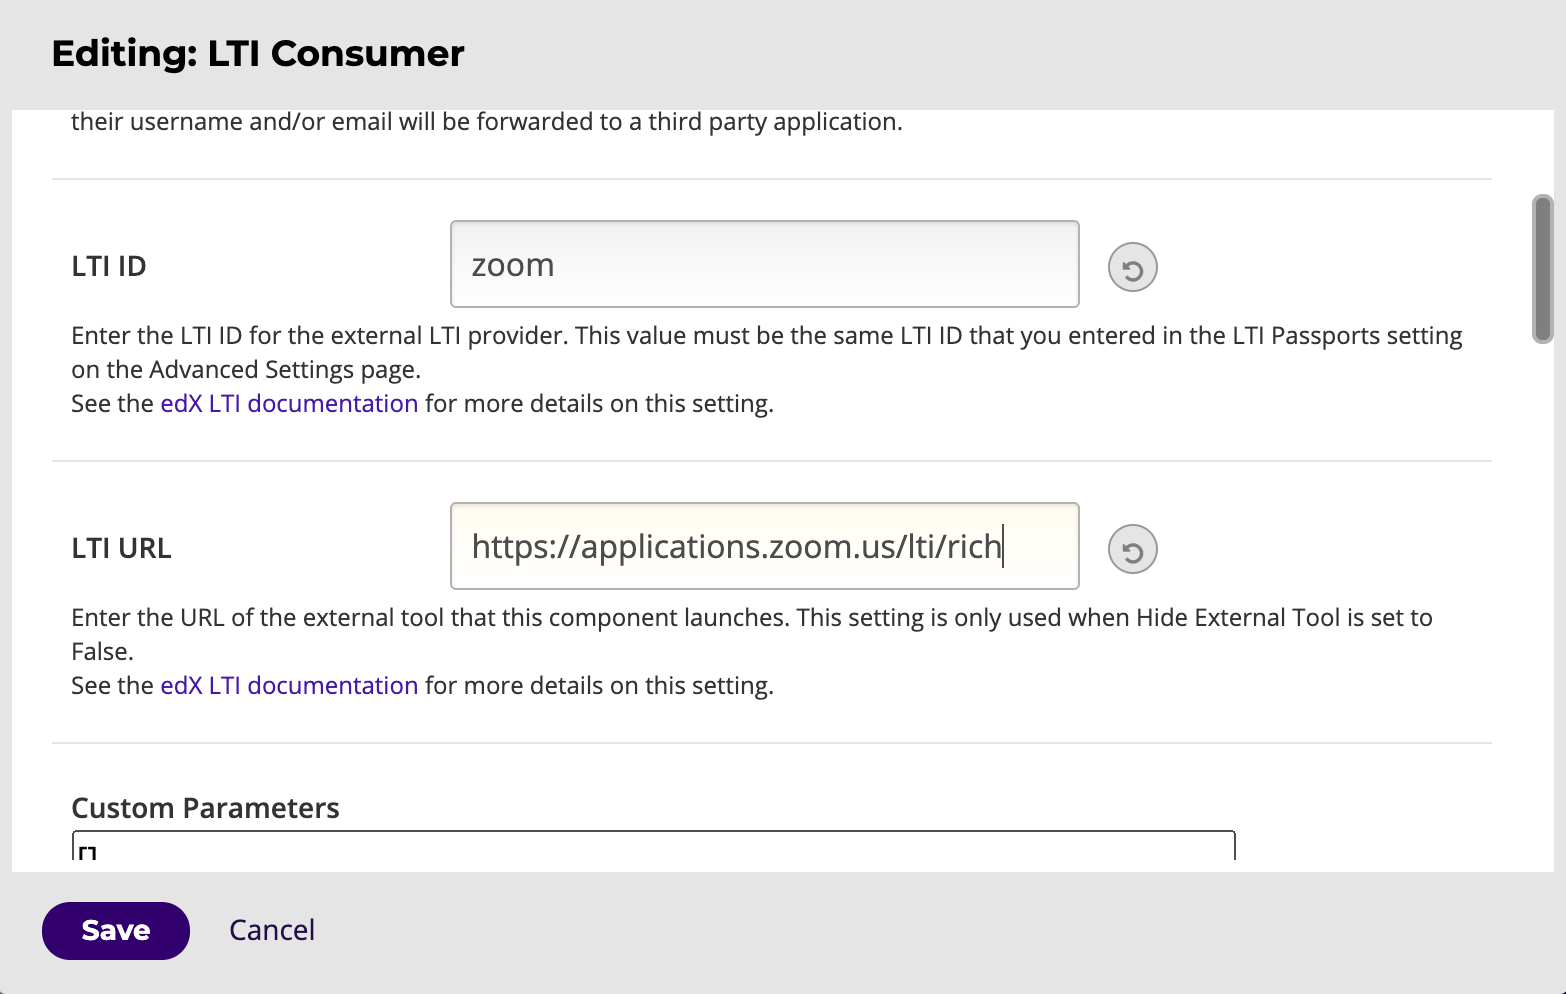 Editing: LTI Consumer
their username and/or email will be forwarded to a third party application.
LTI ID
zoom
Enter the LTI ID for the external LTI provider. This value must be the same LTI ID that you entered in the LTI Passports setting
on the Advanced Settings page.
See the edX LTI documentation for more details on this setting.
LTI URL
https://applications.zoom.us/lti/rich
Enter the URL of the external tool that this component launches. This setting is only used when Hide External Tool is set to
False.
See the edX LTI documentation for more details on this setting.
Custom Parameters
[]
Save Cancel